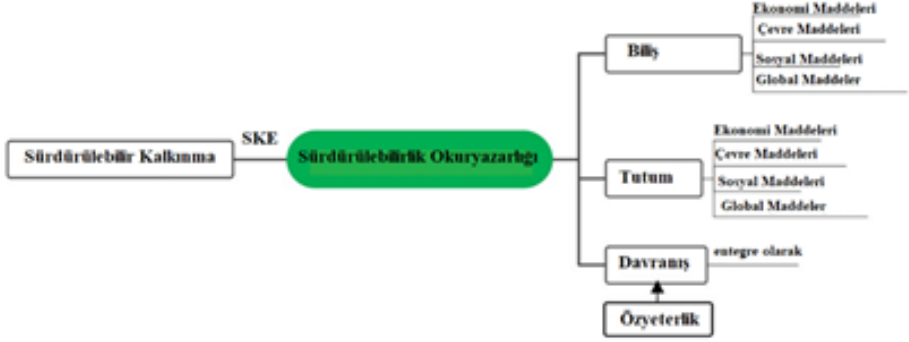 Sürdürülebilir Kalkınma
SKE
Sürdürülebilirlik Okuryazarlığı
Biliş
Ekonomi Maddeleri
Çevre Maddeleri
Sosyal Maddeleri
Global Maddeler
Tutum
Ekonomi Maddeleri
Çevre Maddeleri
Sosyal Maddeleri
Global Maddeler
Davranış
entegre olarak
Özyeterlik